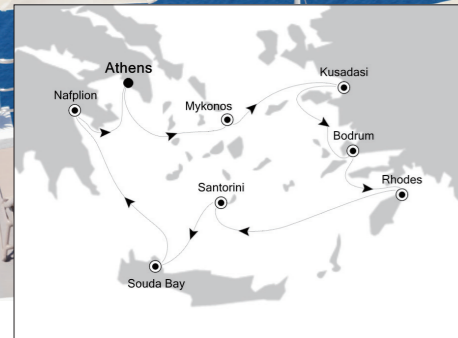 Athens
Kusadasi
Nafplion
Mykonos
Bodrum
Rhodes
Santorini
Souda Bay